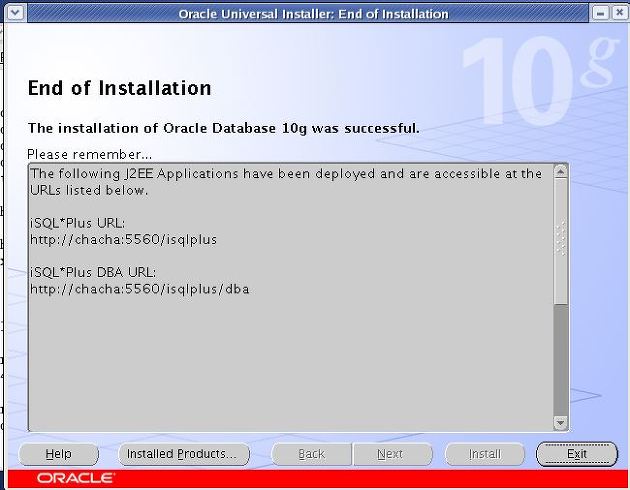 Oracle Universal Installer: End of Installation
10g
End of Installation
The installation of Oracle Database 10g was successful.
Please remember...
The following J2EE Applications have been deployed and are accessible at the
URLs listed below.
iSQL*Plus URL:
http://chacha:5560/isqlplus
iSQL*Plus DBA URL:
http://chacha:5560/isqlplus/dba
Help
Installed Products...
Back
Next
Install
Exit
ORACLE